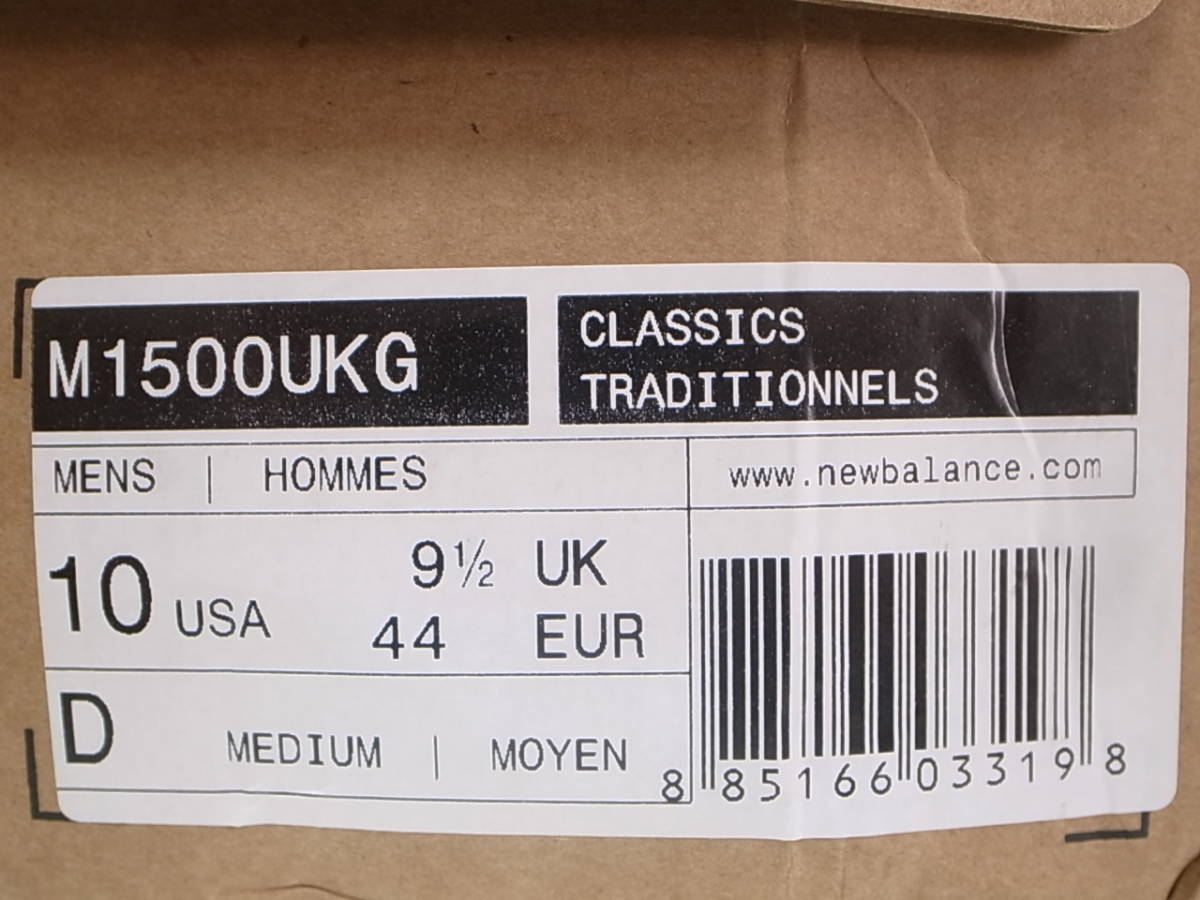 M1500UKG
CLASSICS
TRADITIONNELS
MENS | HOMMES
www.newbalance.com
10 USA
9½ UK
44 EUR
D MEDIUM | MOYEN
8 85166 03319 8